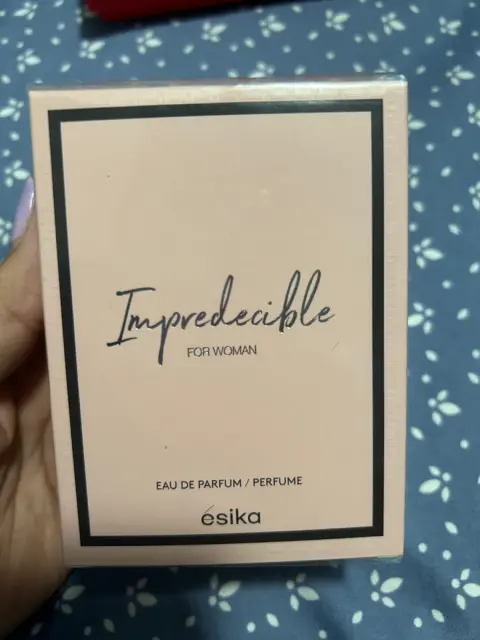 Impredecible
FOR WOMAN
EAU DE PARFUM / PERFUME
ésika